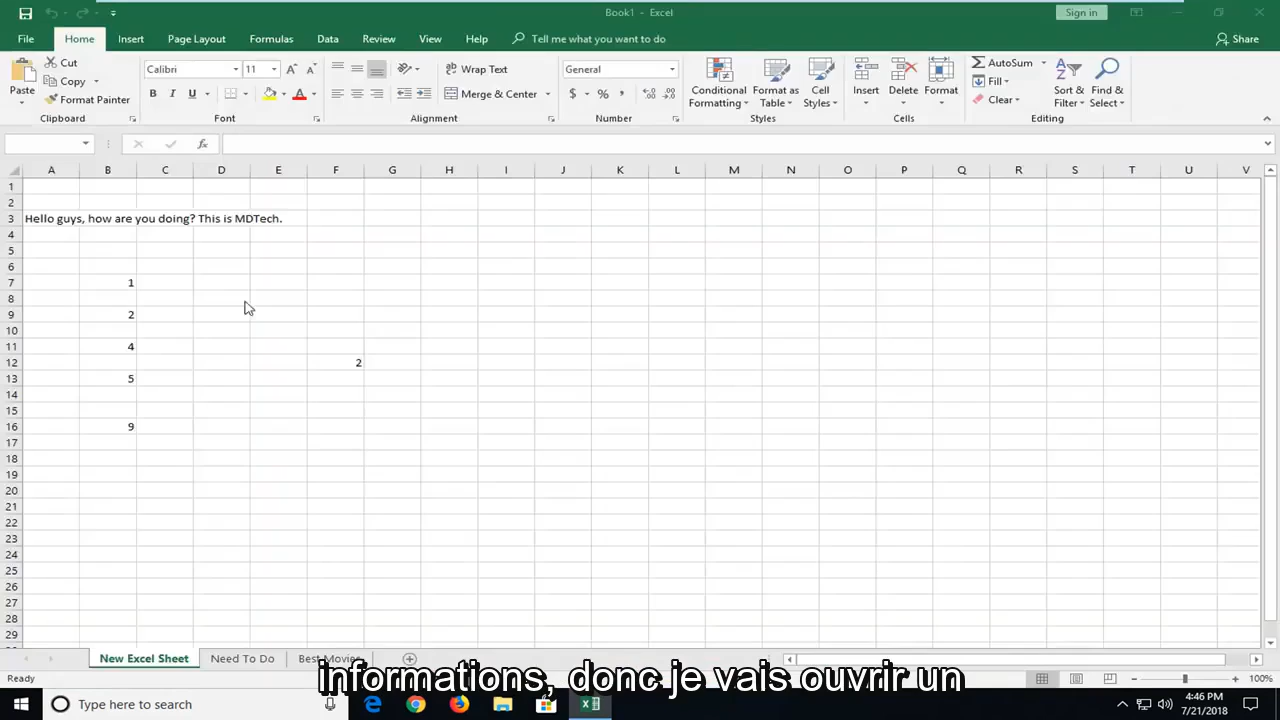 Book1 - Excel
Sign in
File Home Insert Page Layout Formulas Data Review View Help Tell me what you want to do Share
Cut
Copy
Format Painter
Paste
Clipboard
Calibri 11
B I U
Font
Wrap Text
Merge & Center
Alignment
General
$ % ,
Number
Conditional Formatting
Format as Table
Cell Styles
Styles
Insert
Delete
Format
Cells
AutoSum
Fill
Clear
Sort & Filter
Find & Select
Editing
fx
A B C D E F G H I J K L M N O P Q R S T U V
1
2
3 Hello guys, how are you doing? This is MDTech.
4
5
6
7 1
8
9 2
10
11 4
12 2
13 5
14
15
16 9
17
18
19
20
21
22
23
24
25
26
27
28
29
New Excel Sheet Need To Do Best Movies
Ready
100%
informations, donc je vais ouvrir un
Type here to search
4:46 PM
7/21/2018